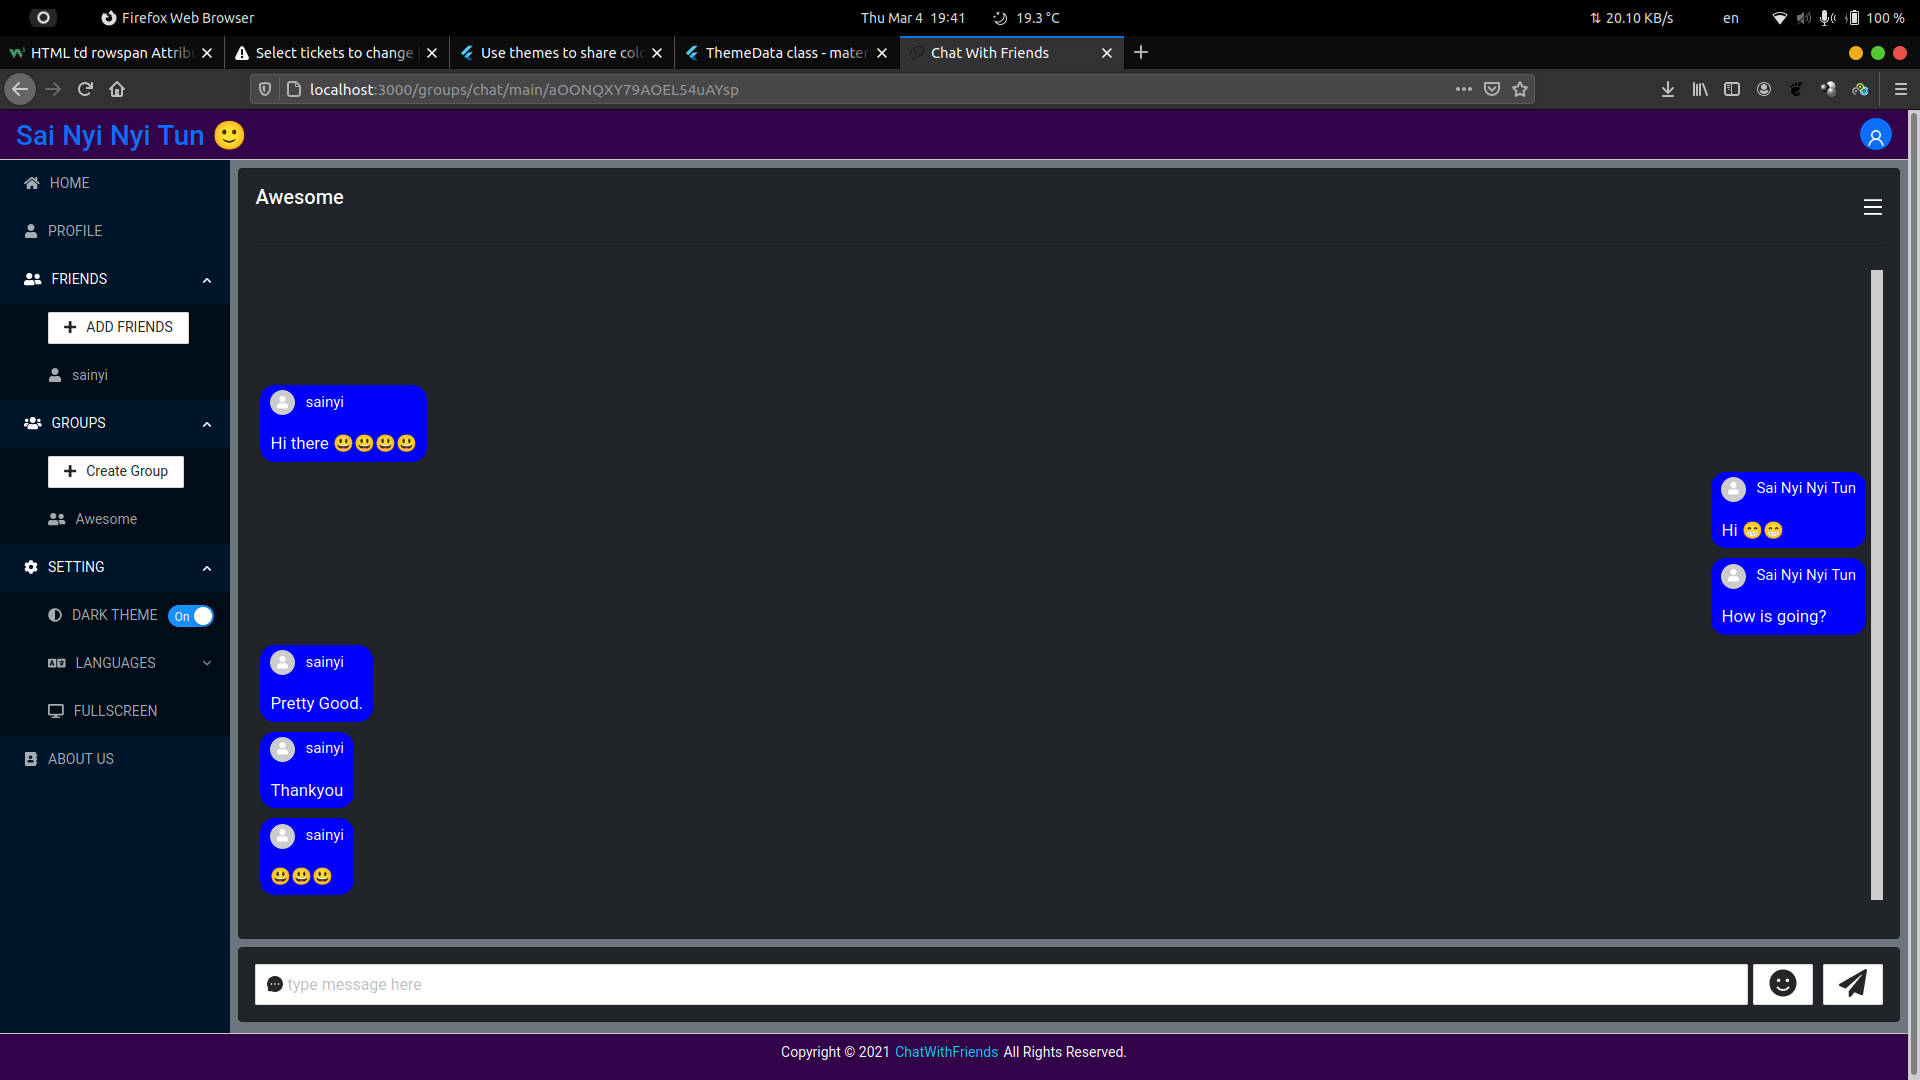 Firefox Web Browser Thu Mar 4 19:41 19.3 °C 20.10 KB/s en 100 %
HTML td rowspan Attrib Select tickets to change Use themes to share colo ThemeData class - mater Chat With Friends
localhost:3000/groups/chat/main/aOONQXY79AOEL54uAYsp
Sai Nyi Nyi Tun 🙂
HOME
PROFILE
FRIENDS
ADD FRIENDS
sainyi
GROUPS
Create Group
Awesome
SETTING
DARK THEME On
LANGUAGES
FULLSCREEN
ABOUT US
Awesome
sainyi
Hi there 😃😃😃😃
Sai Nyi Nyi Tun
Hi 😁😁
Sai Nyi Nyi Tun
How is going?
sainyi
Pretty Good.
sainyi
Thankyou
sainyi
😃😃😃
type message here
Copyright © 2021 ChatWithFriends All Rights Reserved.